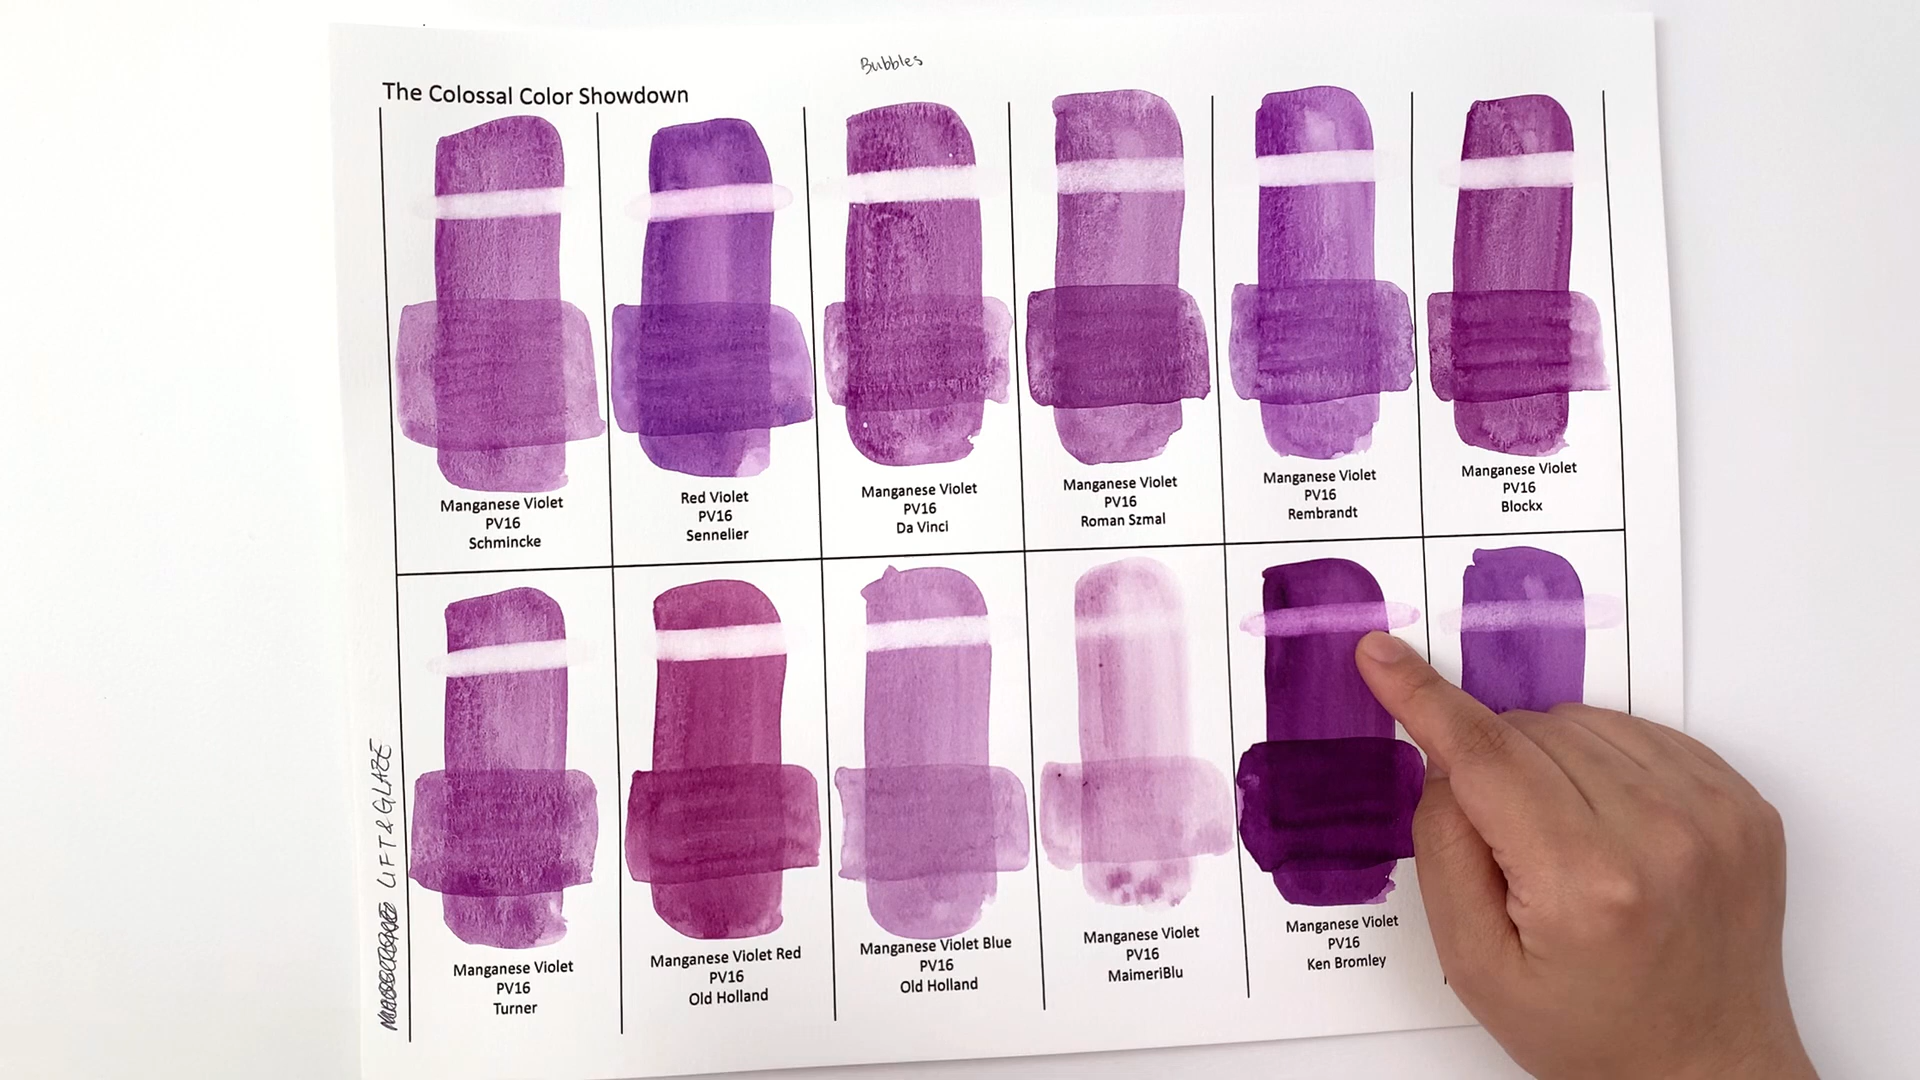 Bubbles
The Colossal Color Showdown
Manganese Violet
PV16
Schmincke
Red Violet
PV16
Sennelier
Manganese Violet
PV16
Da Vinci
Manganese Violet
PV16
Roman Szmal
Manganese Violet
PV16
Rembrandt
Manganese Violet
PV16
Blockx
Manganese Violet
PV16
Turner
Manganese Violet Red
PV16
Old Holland
Manganese Violet Blue
PV16
Old Holland
Manganese Violet
PV16
MaimeriBlu
Manganese Violet
PV16
Ken Bromley
LIFT & GLAZE